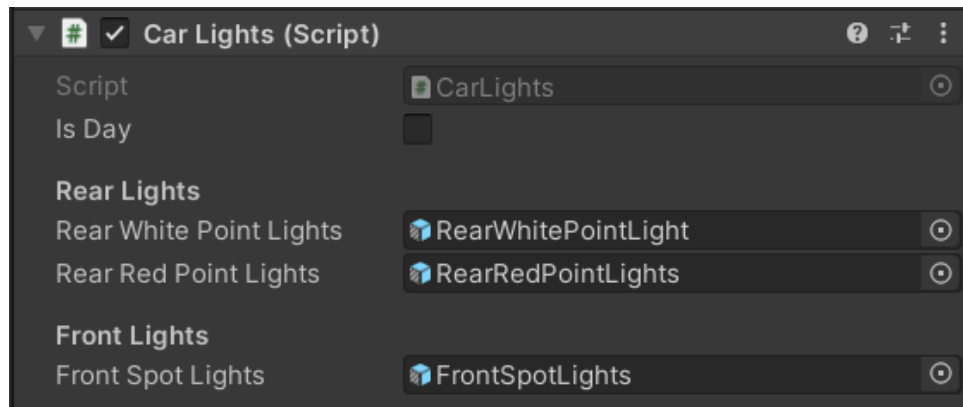 Car Lights (Script)
Script CarLights
Is Day
Rear Lights
Rear White Point Lights RearWhitePointLight
Rear Red Point Lights RearRedPointLights
Front Lights
Front Spot Lights FrontSpotLights